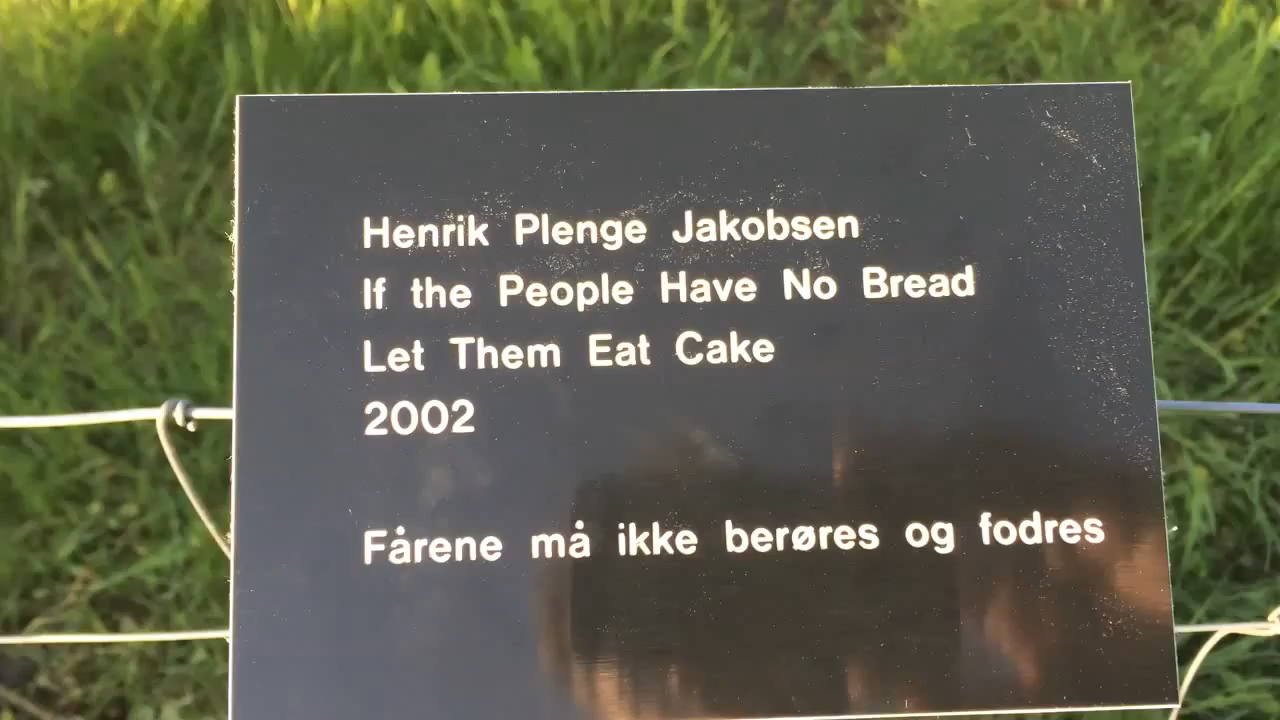 Henrik Plenge Jakobsen
If the People Have No Bread
Let Them Eat Cake
2002
Fårene må ikke berøres og fodres